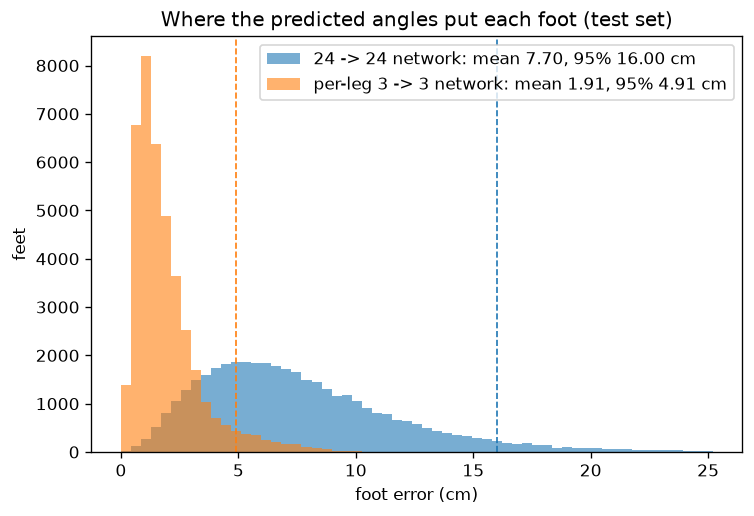 Where the predicted angles put each foot (test set)
24 -> 24 network: mean 7.70, 95% 16.00 cm
per-leg 3 -> 3 network: mean 1.91, 95% 4.91 cm
feet
8000
7000
6000
5000
4000
3000
2000
1000
0
0 5 10 15 20 25
foot error (cm)